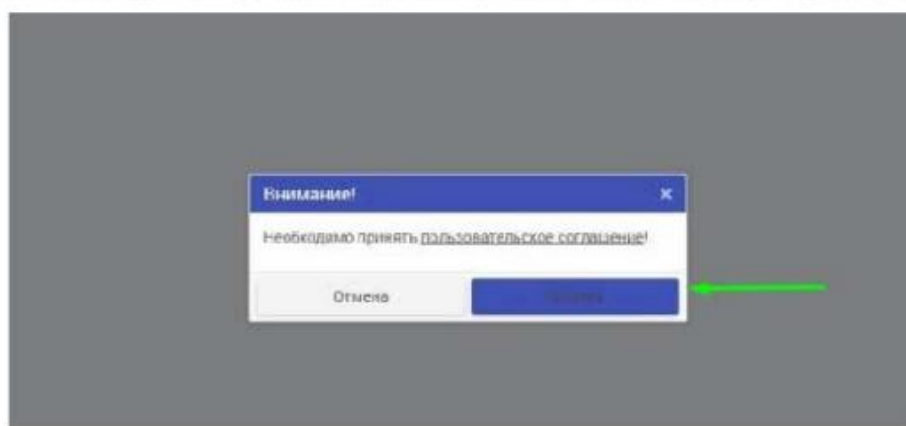 Внимание!
Необходимо принять пользовательское соглашение!
Отмена